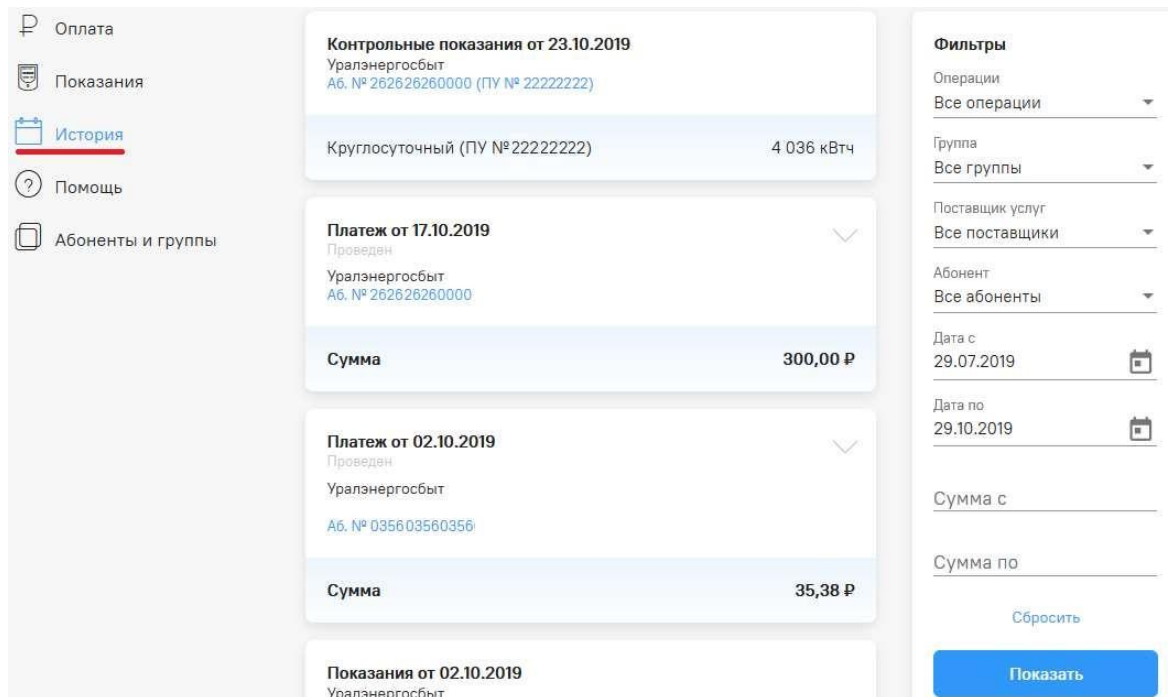 Оплата
Показания
История
Помощь
Абоненты и группы
Контрольные показания от 23.10.2019
Уралэнергосбыт
Аб. № 262626260000 (ПУ № 22222222)
Круглосуточный (ПУ №22222222) 4 036 кВтч
Платеж от 17.10.2019
Проведен
Уралэнергосбыт
Аб. № 262626260000
Сумма 300,00 ₽
Платеж от 02.10.2019
Проведен
Уралэнергосбыт
Аб. № 035603560356
Сумма 35,38 ₽
Показания от 02.10.2019
Уралэнергосбыт
Фильтры
Операции
Все операции
Группа
Все группы
Поставщик услуг
Все поставщики
Абонент
Все абоненты
Дата с
29.07.2019
Дата по
29.10.2019
Сумма с
Сумма по
Сбросить
Показать